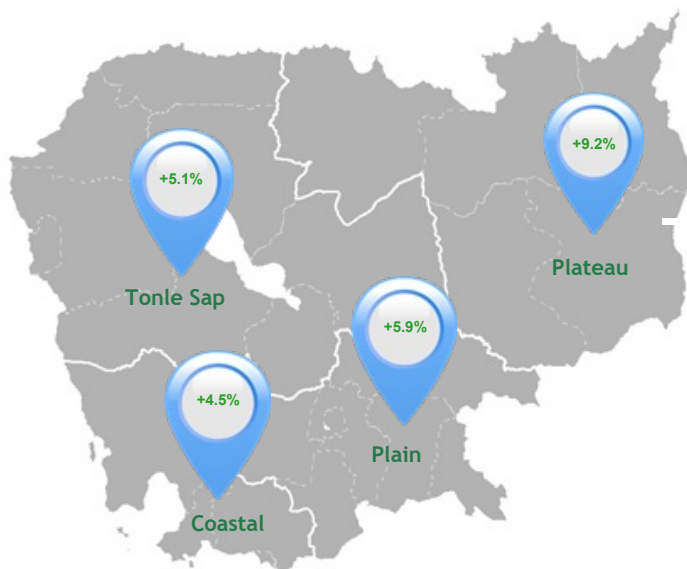 +9.2%
Plateau
+5.1%
Tonle Sap
+5.9%
Plain
+4.5%
Coastal